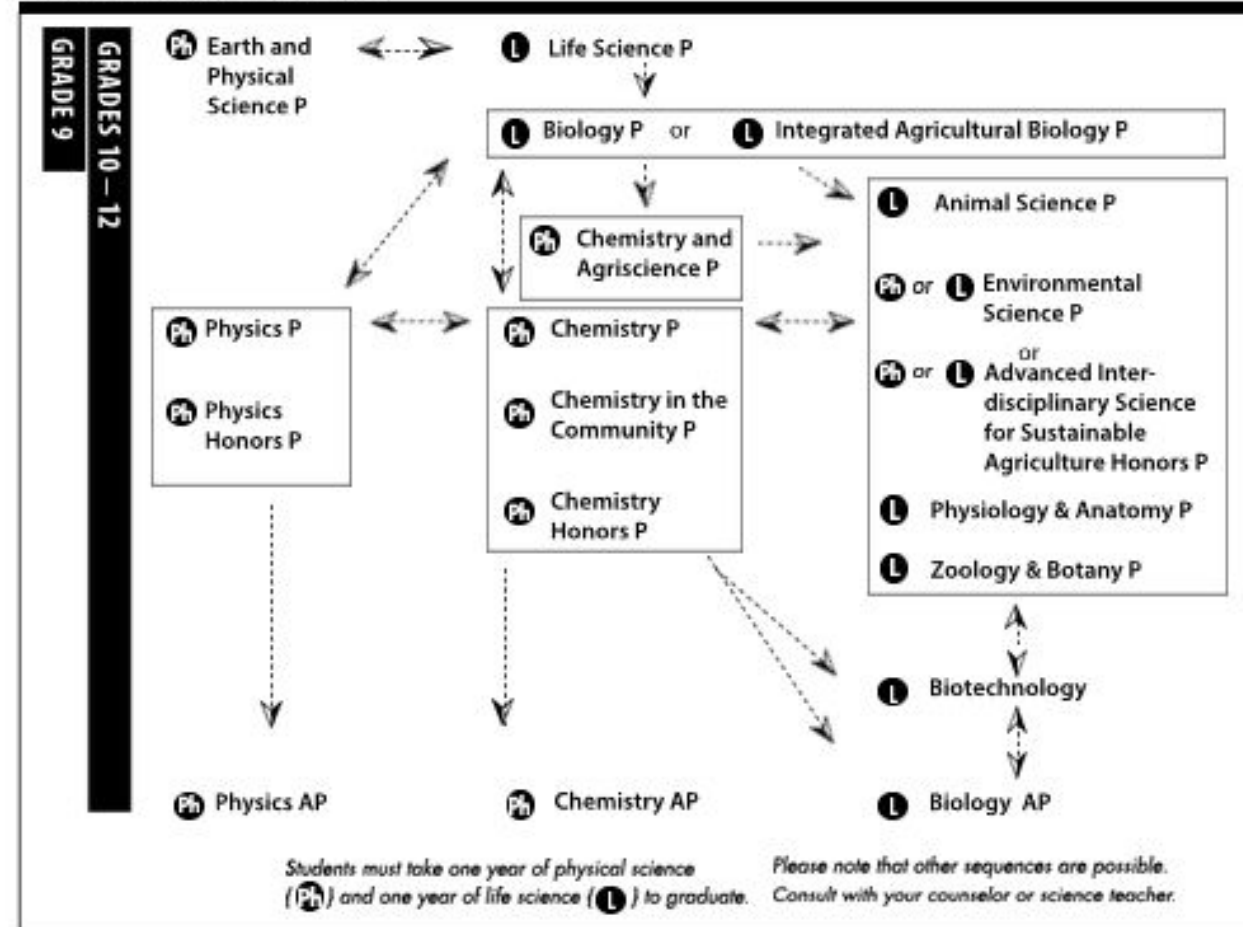 GRADE 9
GRADES 10—12
Ph Earth and
Physical
Science P
L Life Science P
L Biology P or L Integrated Agricultural Biology P
Ph Chemistry and
Agriscience P
Ph Physics P
Ph Physics
Honors P
Ph Chemistry P
Ph Chemistry in the
Community P
Ph Chemistry
Honors P
L Animal Science P
Ph or L Environmental
Science P
or
Ph or L Advanced Inter-
disciplinary Science
for Sustainable
Agriculture Honors P
L Physiology & Anatomy P
L Zoology & Botany P
L Biotechnology
Ph Physics AP
Ph Chemistry AP
L Biology AP
Students must take one year of physical science
(Ph) and one year of life science (L) to graduate.
Please note that other sequences are possible.
Consult with your counselor or science teacher.